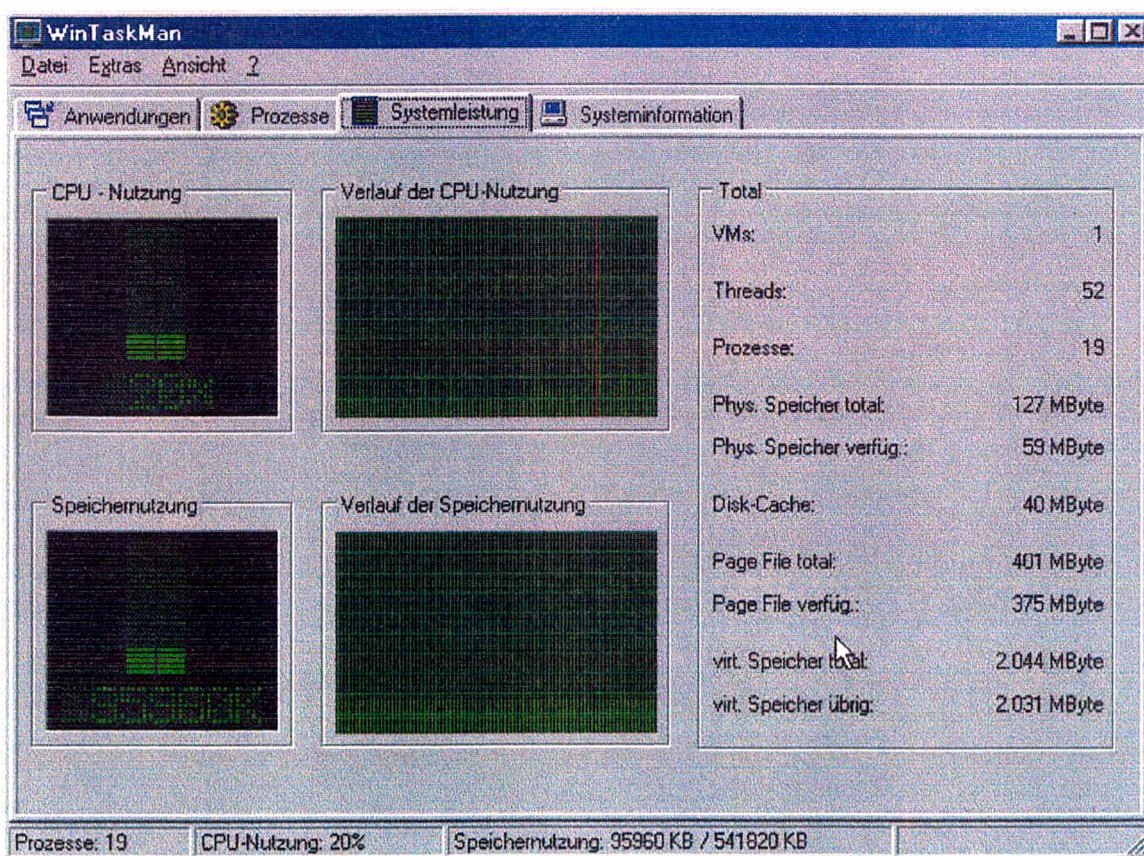 WinTaskMan
Datei Extras Ansicht ?
Anwendungen Prozesse Systemleistung Systeminformation
CPU - Nutzung
20%
Verlauf der CPU-Nutzung
Total
VMs: 1
Threads: 52
Prozesse: 19
Phys. Speicher total: 127 MByte
Phys. Speicher verfüg.: 59 MByte
Speichernutzung
95960K
Verlauf der Speichernutzung
Disk-Cache: 40 MByte
Page File total: 401 MByte
Page File verfüg.: 375 MByte
virt. Speicher total: 2.044 MByte
virt. Speicher übrig: 2.031 MByte
Prozesse: 19 CPU-Nutzung: 20% Speichernutzung: 95960 KB / 541820 KB